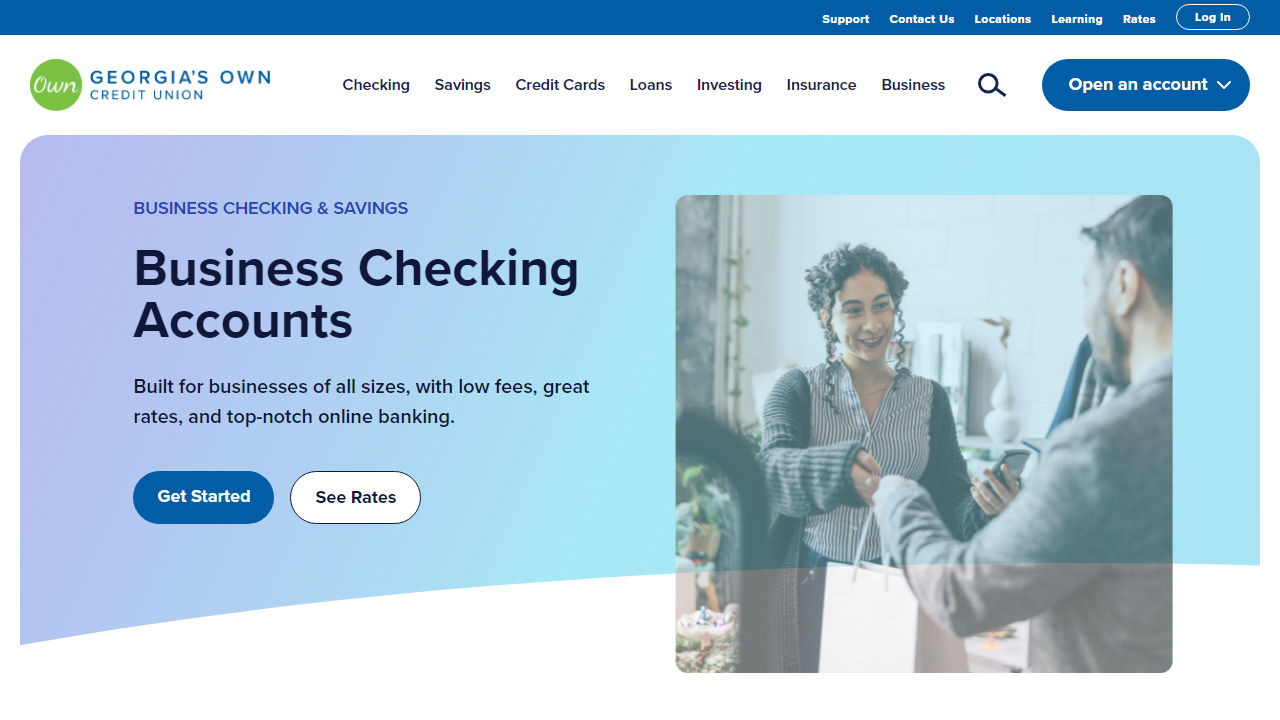 Support Contact Us Locations Learning Rates Log In
Own GEORGIA'S OWN
CREDIT UNION
Checking Savings Credit Cards Loans Investing Insurance Business Open an account
BUSINESS CHECKING & SAVINGS
Business Checking
Accounts
Built for businesses of all sizes, with low fees, great
rates, and top-notch online banking.
Get Started See Rates